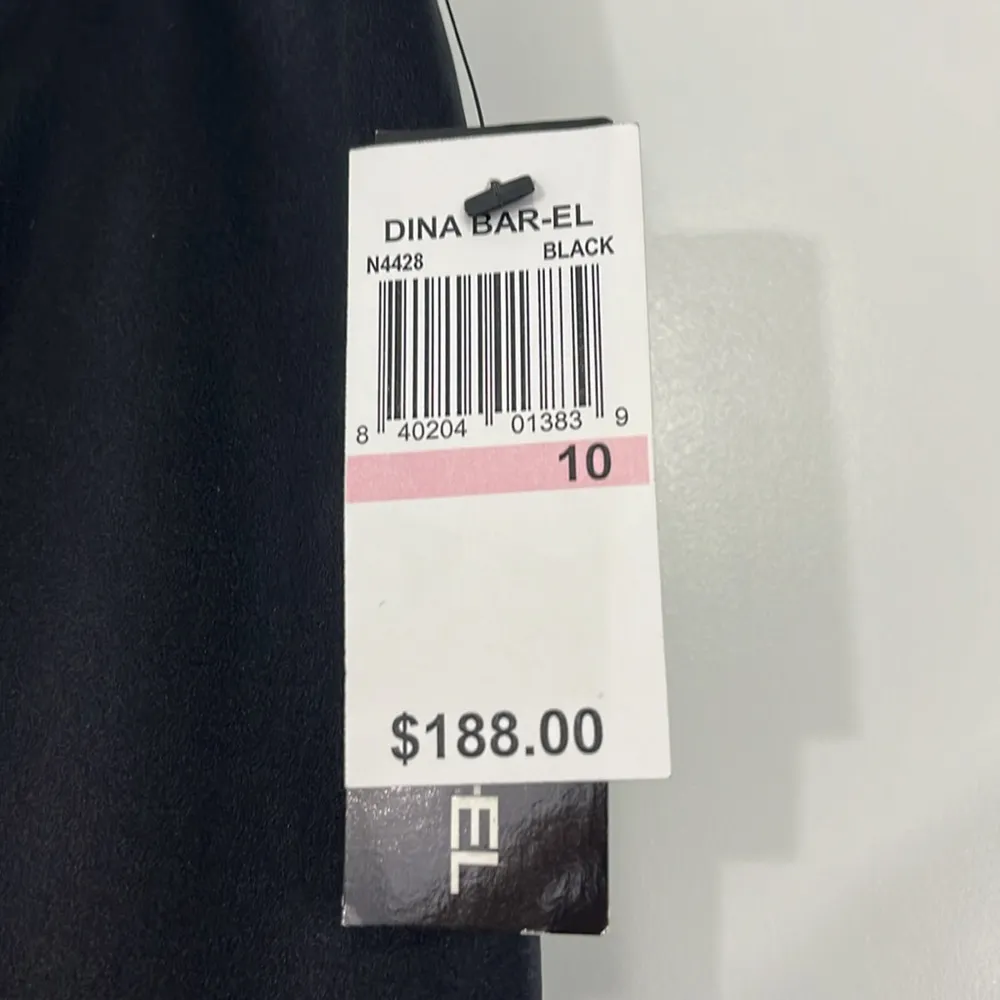 DINA BAR-EL
N4428 BLACK
8 40204 01383 9
10
$188.00
-EL